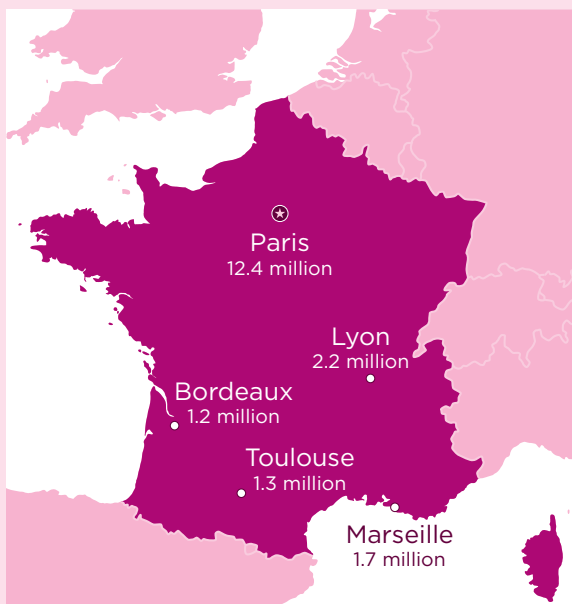 Paris
12.4 million
Lyon
2.2 million
Bordeaux
1.2 million
Toulouse
1.3 million
Marseille
1.7 million